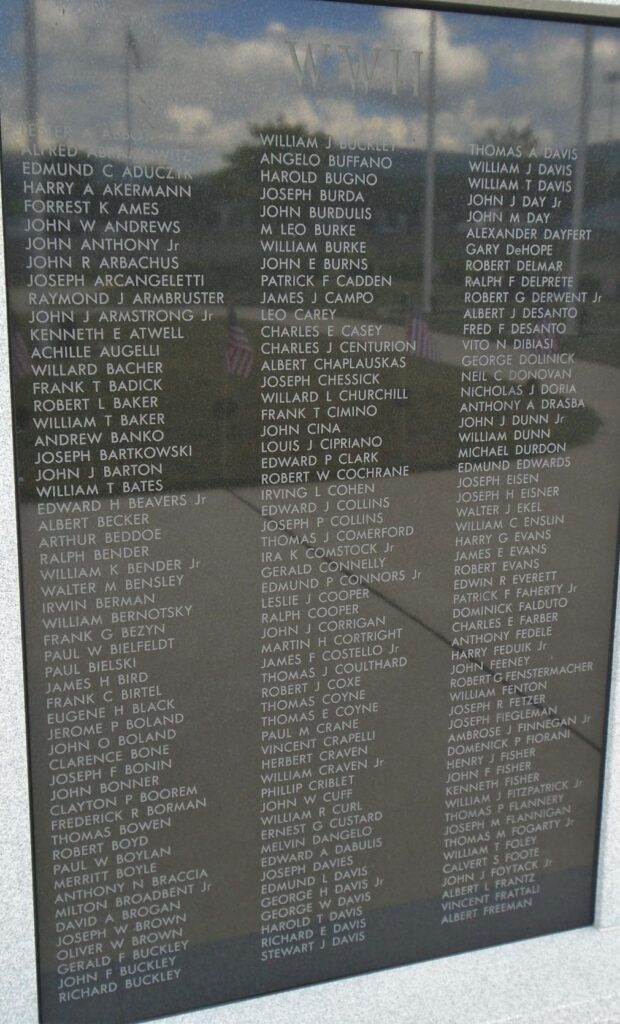 WWII
LESTER A ABBOTT
ALFRED ABRAMOWITZ
EDMUND C ADUCZYK
HARRY A AKERMANN
FORREST K AMES
JOHN W ANDREWS
JOHN ANTHONY Jr
JOHN R ARBACHUS
JOSEPH ARCANGELETTI
RAYMOND J ARMBRUSTER
JOHN J ARMSTRONG Jr
KENNETH E ATWELL
ACHILLE AUGELLI
WILLARD BACHER
FRANK T BADICK
ROBERT L BAKER
WILLIAM T BAKER
ANDREW BANKO
JOSEPH BARTKOWSKI
JOHN J BARTON
WILLIAM T BATES
EDWARD H BEAVERS Jr
ALBERT BECKER
ARTHUR BEDDOE
RALPH BENDER
WILLIAM K BENDER Jr
WALTER M BENSLEY
IRWIN BERMAN
WILLIAM BERNOTSKY
FRANK G BEZYN
PAUL W BIELFELDT
PAUL BIELSKI
JAMES H BIRD
FRANK C BIRTEL
EUGENE H BLACK
JEROME P BOLAND
JOHN O BOLAND
CLARENCE BONE
JOSEPH F BONIN
JOHN BONNER
CLAYTON P BOOREM
FREDERICK R BORMAN
THOMAS BOWEN
ROBERT BOYD
PAUL W BOYLAN
MERRITT BOYLE
ANTHONY N BRACCIA
MILTON BROADBENT Jr
DAVID A BROGAN
JOSEPH W BROWN
OLIVER W BROWN
GERALD F BUCKLEY
JOHN F BUCKLEY
RICHARD BUCKLEY
WILLIAM J BUCKLEY
ANGELO BUFFANO
HAROLD BUGNO
JOSEPH BURDA
JOHN BURDULIS
M LEO BURKE
WILLIAM BURKE
JOHN E BURNS
PATRICK F CADDEN
JAMES J CAMPO
LEO CAREY
CHARLES E CASEY
CHARLES J CENTURION
ALBERT CHAPLAUSKAS
JOSEPH CHESSICK
WILLARD L CHURCHILL
FRANK T CIMINO
JOHN CINA
LOUIS J CIPRIANO
EDWARD P CLARK
ROBERT W COCHRANE
IRVING L COHEN
EDWARD J COLLINS
JOSEPH P COLLINS
THOMAS J COMERFORD
IRA K COMSTOCK Jr
GERALD CONNELLY
EDMUND P CONNORS Jr
LESLIE J COOPER
RALPH COOPER
JOHN J CORRIGAN
MARTIN H CORTRIGHT
JAMES F COSTELLO Jr
THOMAS J COULTHARD
ROBERT J COXE
THOMAS COYNE
THOMAS E COYNE
PAUL M CRANE
VINCENT CRAPELLI
HERBERT CRAVEN
WILLIAM CRAVEN Jr
PHILLIP CRIBLET
JOHN W CUFF
WILLIAM R CURL
ERNEST G CUSTARD
MELVIN DANGELO
EDWARD A DABULIS
JOSEPH DAVIES
EDMUND L DAVIS
GEORGE H DAVIS Jr
GEORGE W DAVIS
HAROLD T DAVIS
RICHARD E DAVIS
STEWART J DAVIS
THOMAS A DAVIS
WILLIAM J DAVIS
WILLIAM T DAVIS
JOHN J DAY Jr
JOHN M DAY
ALEXANDER DAYFERT
GARY DeHOPE
ROBERT DELMAR
RALPH F DELPRETE
ROBERT G DERWENT Jr
ALBERT J DESANTO
FRED F DESANTO
VITO N DIBIASI
GEORGE DOLINICK
NEIL C DONOVAN
NICHOLAS J DORIA
ANTHONY A DRASBA
JOHN J DUNN Jr
WILLIAM DUNN
MICHAEL DURDON
EDMUND EDWARDS
JOSEPH EISEN
JOSEPH H EISNER
WALTER J EKEL
WILLIAM C ENSLIN
HARRY G EVANS
JAMES E EVANS
ROBERT EVANS
EDWIN R EVERETT
PATRICK F FAHERTY Jr
DOMINICK FALDUTO
CHARLES E FARBER
ANTHONY FEDELE
HARRY FEDUIK Jr
JOHN FEENEY
ROBERT G FENSTERMACHER
WILLIAM FENTON
JOSEPH R FETZER
JOSEPH FIEGLEMAN
AMBROSE J FINNEGAN Jr
DOMENICK P FIORANI
HENRY J FISHER
JOHN F FISHER
KENNETH FISHER
WILLIAM J FITZPATRICK Jr
THOMAS P FLANNERY
JOSEPH M FLANNIGAN
THOMAS M FOGARTY Jr
WILLIAM T FOLEY
CALVERT S FOOTE
JOHN J FOYTACK Jr
ALBERT L FRANTZ
VINCENT FRATTALI
ALBERT FREEMAN